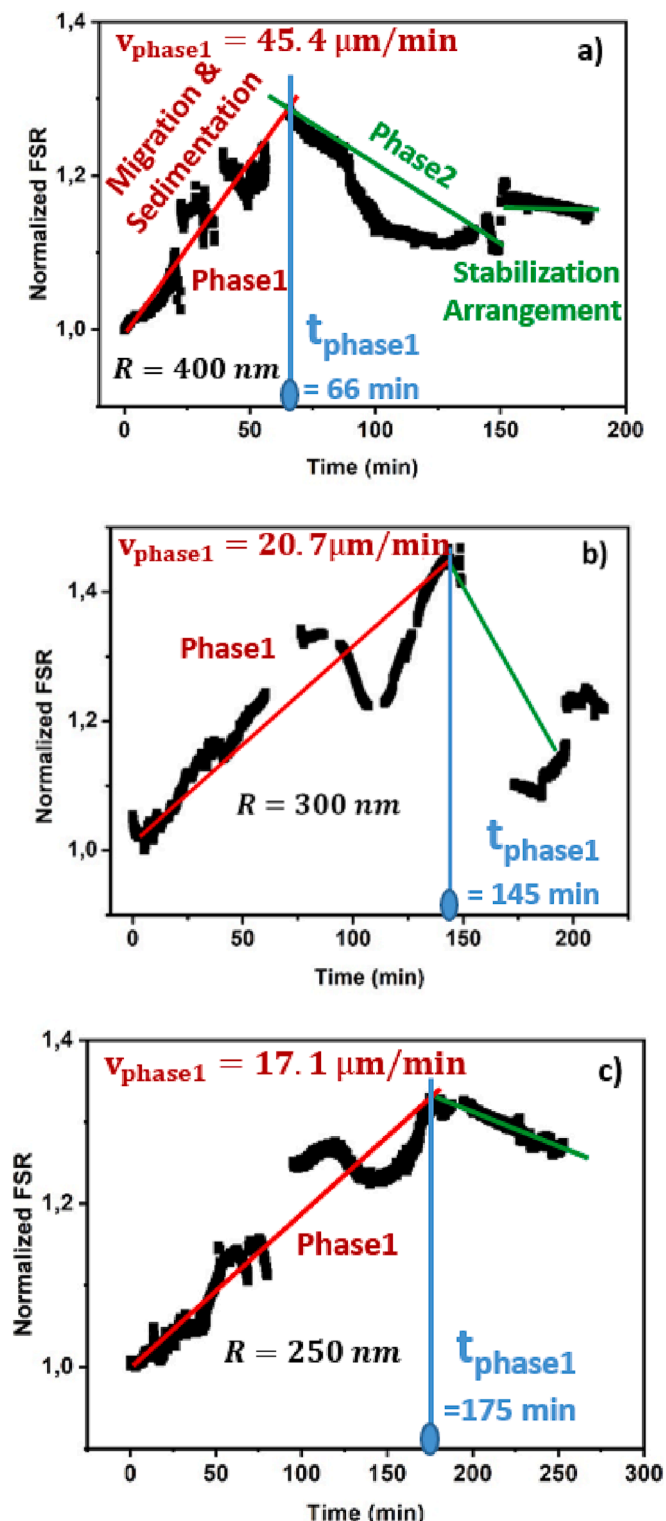 1,4
v_phase1 = 45.4 μm/min
a)
Migration &
Sedimentation
1,2
Phase2
Normalized FSR
Phase1
Stabilization
Arrangement
1,0
t_phase1
R = 400 nm
= 66 min
0 50 100 150 200
Time (min)
v_phase1 = 20.7μm/min
b)
1,4
Phase1
Normalized FSR
1,2
R = 300 nm
t_phase1
1,0
= 145 min
0 50 100 150 200
Time (min)
1,4
v_phase1 = 17.1 μm/min
c)
Normalized FSR
1,2
Phase1
R = 250 nm
t_phase1
1,0
=175 min
0 50 100 150 200 250 300
Time (min)